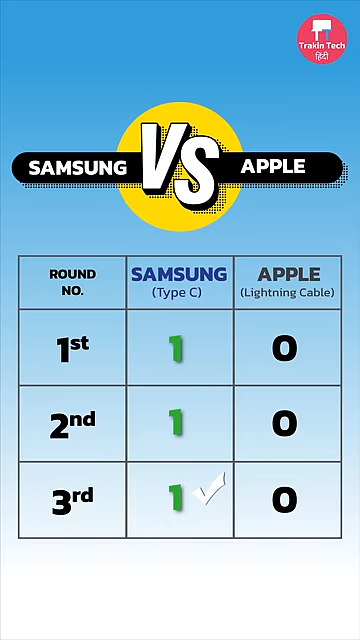 Trakin Tech
हिंदी
SAMSUNG VS APPLE
ROUND NO. SAMSUNG (Type C) APPLE (Lightning Cable)
1st 1 0
2nd 1 0
3rd 1 0